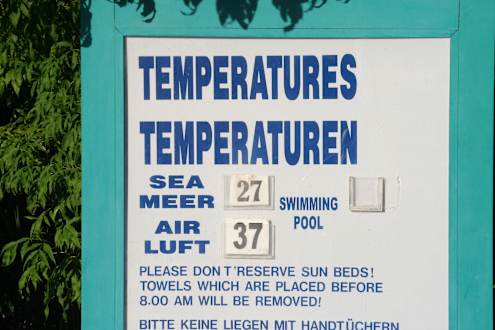 TEMPERATURES
TEMPERATUREN
SEA
MEER 27
SWIMMING
POOL
AIR
LUFT 37
PLEASE DON T'RESERVE SUN BEDS!
TOWELS WHICH ARE PLACED BEFORE
8.00 AM WILL BE REMOVED!
BITTE KEINE LIEGEN MIT HANDTÜCHERN